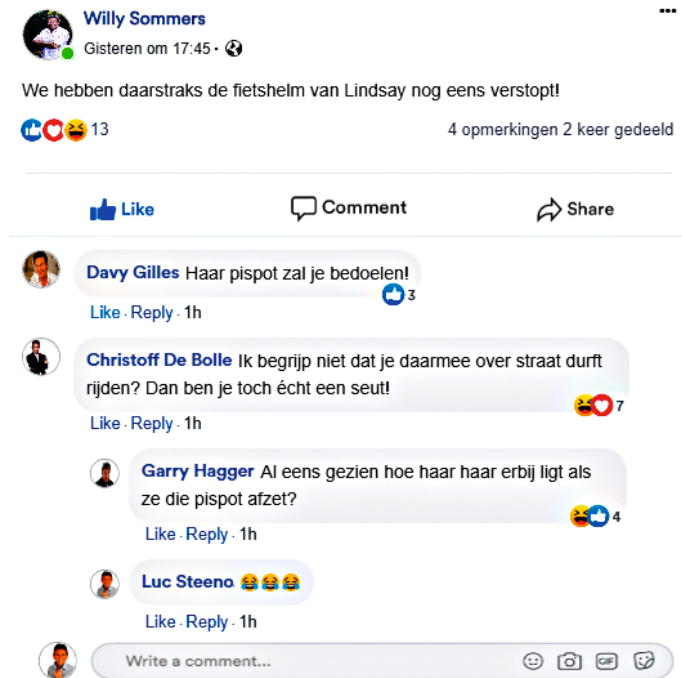 Willy Sommers
Gisteren om 17:45 ·
We hebben daarstraks de fietshelm van Lindsay nog eens verstopt!
13
4 opmerkingen 2 keer gedeeld
Like
Comment
Share
Davy Gilles Haar pispot zal je bedoelen!
3
Like · Reply · 1h
Christoff De Bolle Ik begrijp niet dat je daarmee over straat durft
rijden? Dan ben je toch écht een seut!
7
Like · Reply · 1h
Garry Hagger Al eens gezien hoe haar haar erbij ligt als
ze die pispot afzet?
4
Like · Reply · 1h
Luc Steeno 😂😂😂
Like · Reply · 1h
Write a comment...
GIF